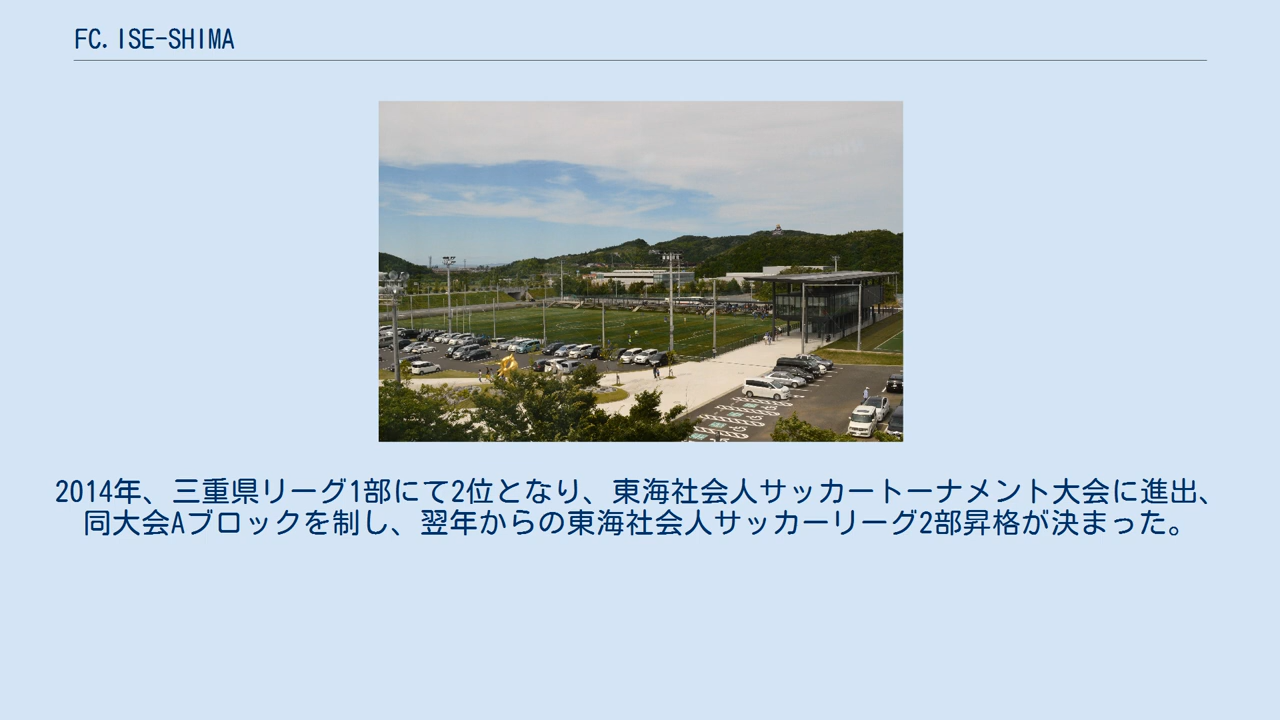 FC.ISE-SHIMA
2014年、三重県リーグ1部にて2位となり、東海社会人サッカートーナメント大会に進出、
同大会Aブロックを制し、翌年からの東海社会人サッカーリーグ2部昇格が決まった。